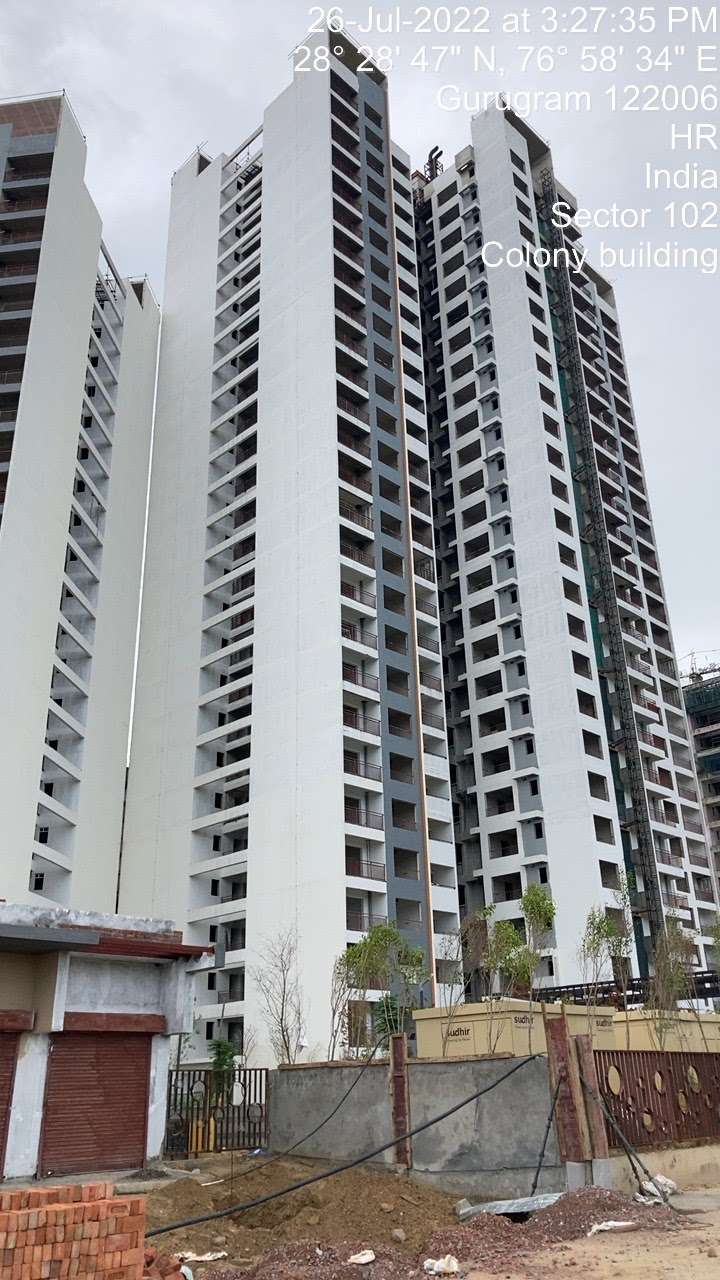 26-Jul-2022 at 3:27:35 PM
28° 28' 47" N, 76° 58' 34" E
Gurugram 122006
HR
India
Sector 102
Colony building
sudhir
sudhir